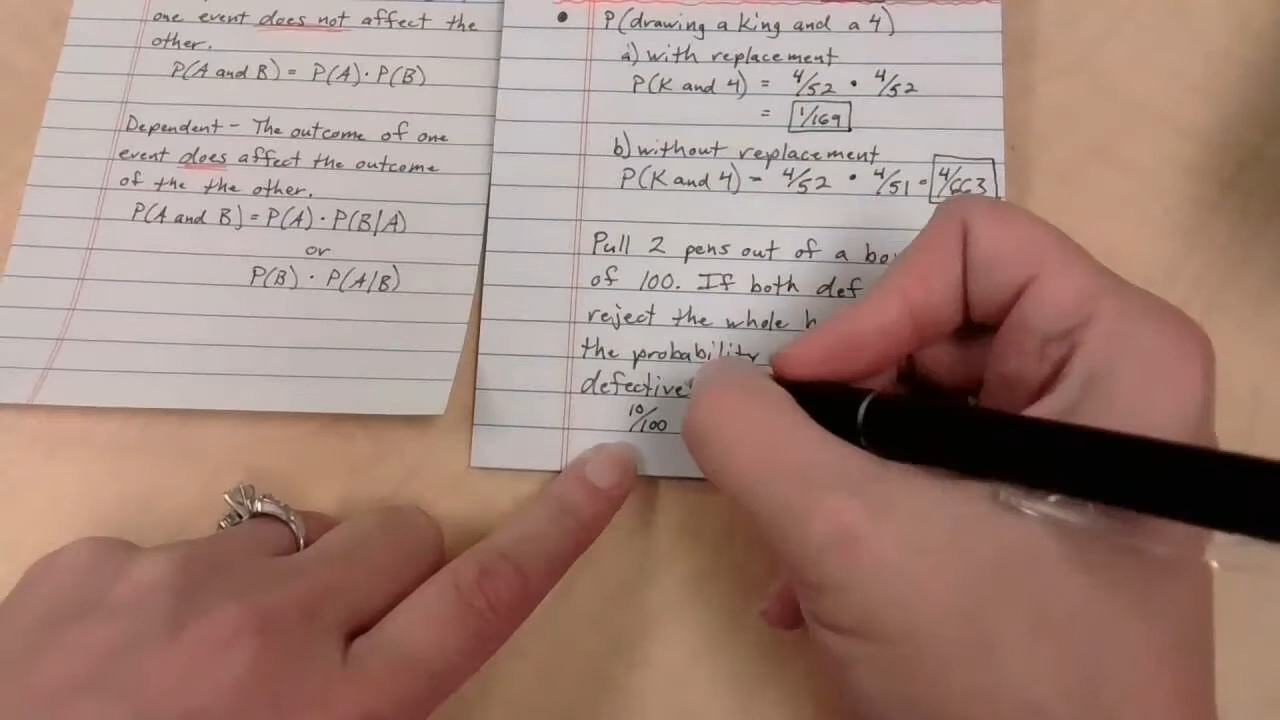 one event does not affect the
other.
P(A and B) = P(A) · P(B)
Dependent - The outcome of one
event does affect the outcome
of the the other.
P(A and B) = P(A) · P(B/A)
or
P(B) · P(A/B)
• P(drawing a king and a 4)
a) with replacement
P(K and 4) = 4/52 · 4/52
= 1/169
b) without replacement
P(K and 4) = 4/52 · 4/51 = 4/663
Pull 2 pens out of a
of 100. If both
reject the whole
the probability
defective
10/100